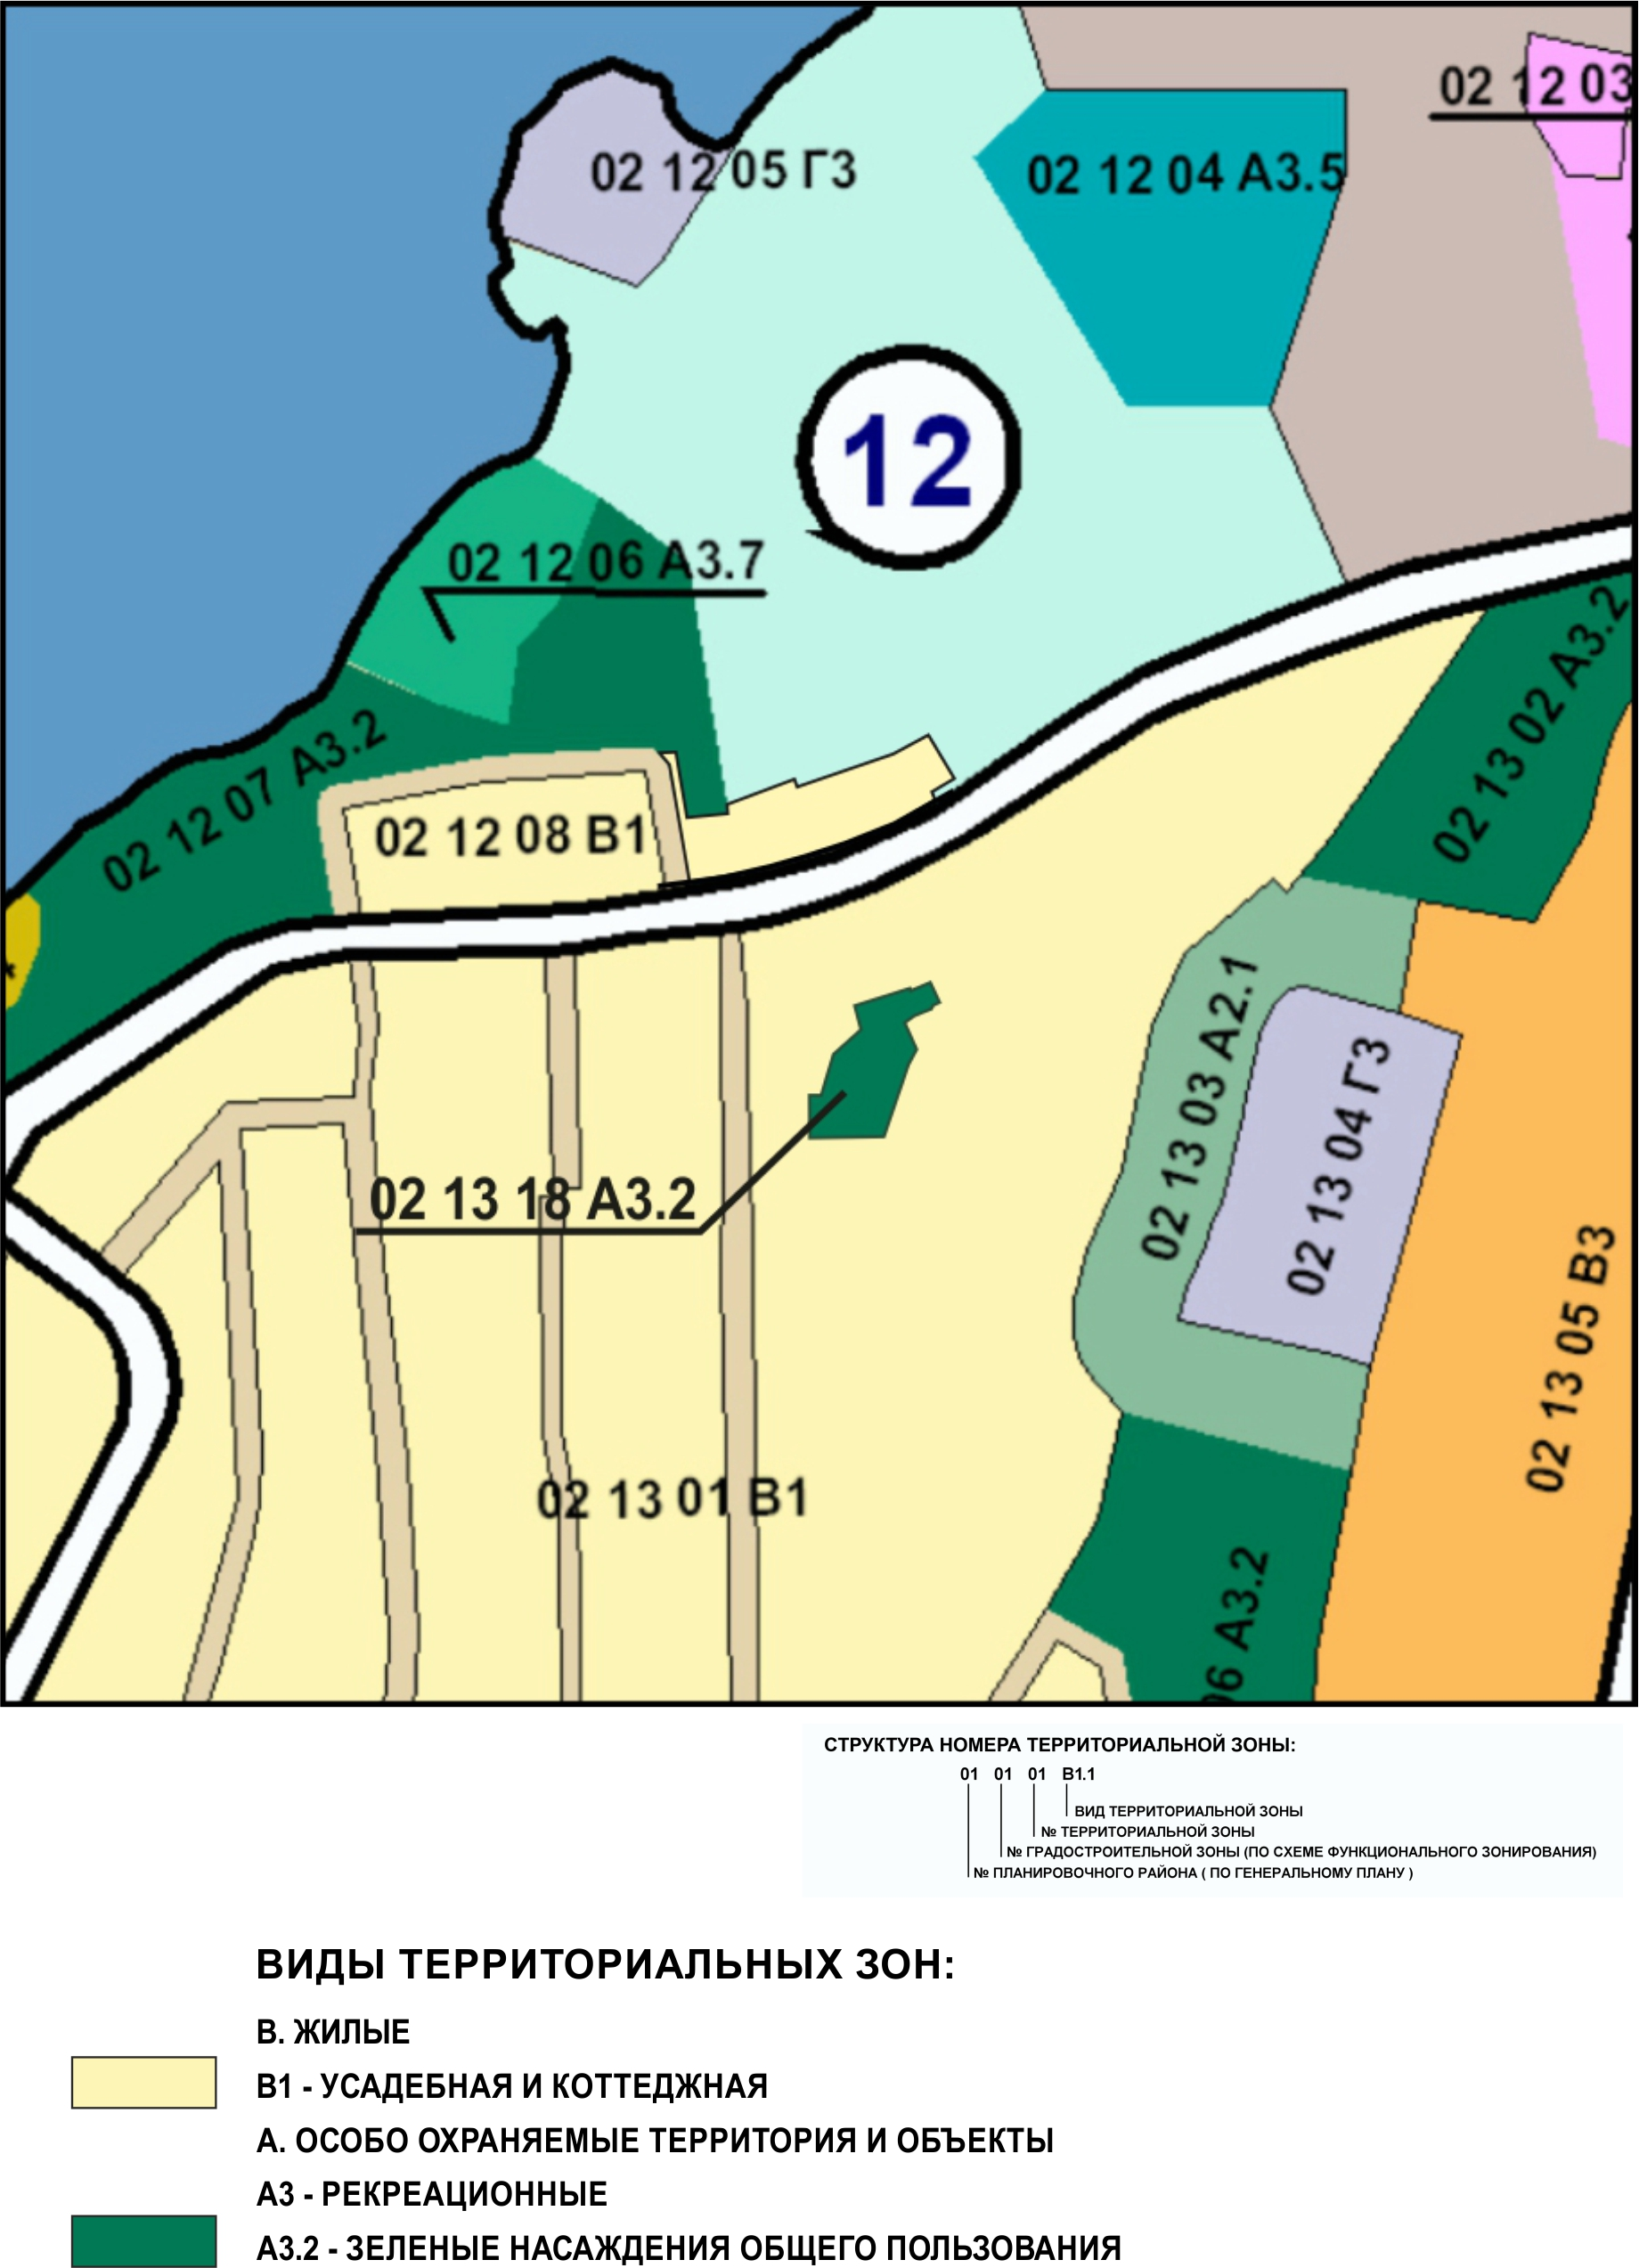 02 12 03
02 12 05 Г3
02 12 04 А3.5
12
02 12 06 А3.7
02 13 02 А3.2
02 12 07 А3.2
02 12 08 В1
02 13 03 А2.1
02 13 04 Г3
02 13 18 А3.2
02 13 05 В3
02 13 01 В1
06 А3.2
СТРУКТУРА НОМЕРА ТЕРРИТОРИАЛЬНОЙ ЗОНЫ:
01 01 01 В1.1
ВИД ТЕРРИТОРИАЛЬНОЙ ЗОНЫ
№ ТЕРРИТОРИАЛЬНОЙ ЗОНЫ
№ ГРАДОСТРОИТЕЛЬНОЙ ЗОНЫ (ПО СХЕМЕ ФУНКЦИОНАЛЬНОГО ЗОНИРОВАНИЯ)
№ ПЛАНИРОВОЧНОГО РАЙОНА ( ПО ГЕНЕРАЛЬНОМУ ПЛАНУ )
ВИДЫ ТЕРРИТОРИАЛЬНЫХ ЗОН:
В. ЖИЛЫЕ
В1 - УСАДЕБНАЯ И КОТТЕДЖНАЯ
А. ОСОБО ОХРАНЯЕМЫЕ ТЕРРИТОРИЯ И ОБЪЕКТЫ
А3 - РЕКРЕАЦИОННЫЕ
А3.2 - ЗЕЛЕНЫЕ НАСАЖДЕНИЯ ОБЩЕГО ПОЛЬЗОВАНИЯ